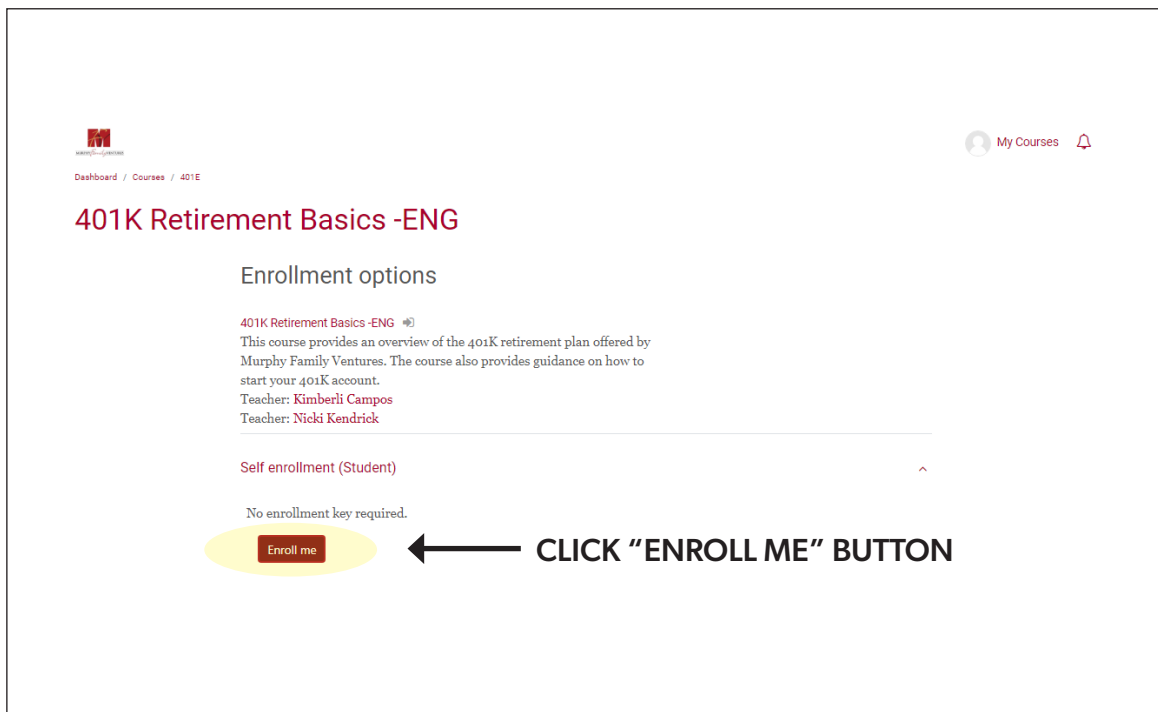 MURPHY family VENTURES
My Courses
Dashboard / Courses / 401E
401K Retirement Basics -ENG
Enrollment options
401K Retirement Basics -ENG
This course provides an overview of the 401K retirement plan offered by
Murphy Family Ventures. The course also provides guidance on how to
start your 401K account.
Teacher: Kimberli Campos
Teacher: Nicki Kendrick
Self enrollment (Student)
No enrollment key required.
Enroll me
CLICK “ENROLL ME” BUTTON